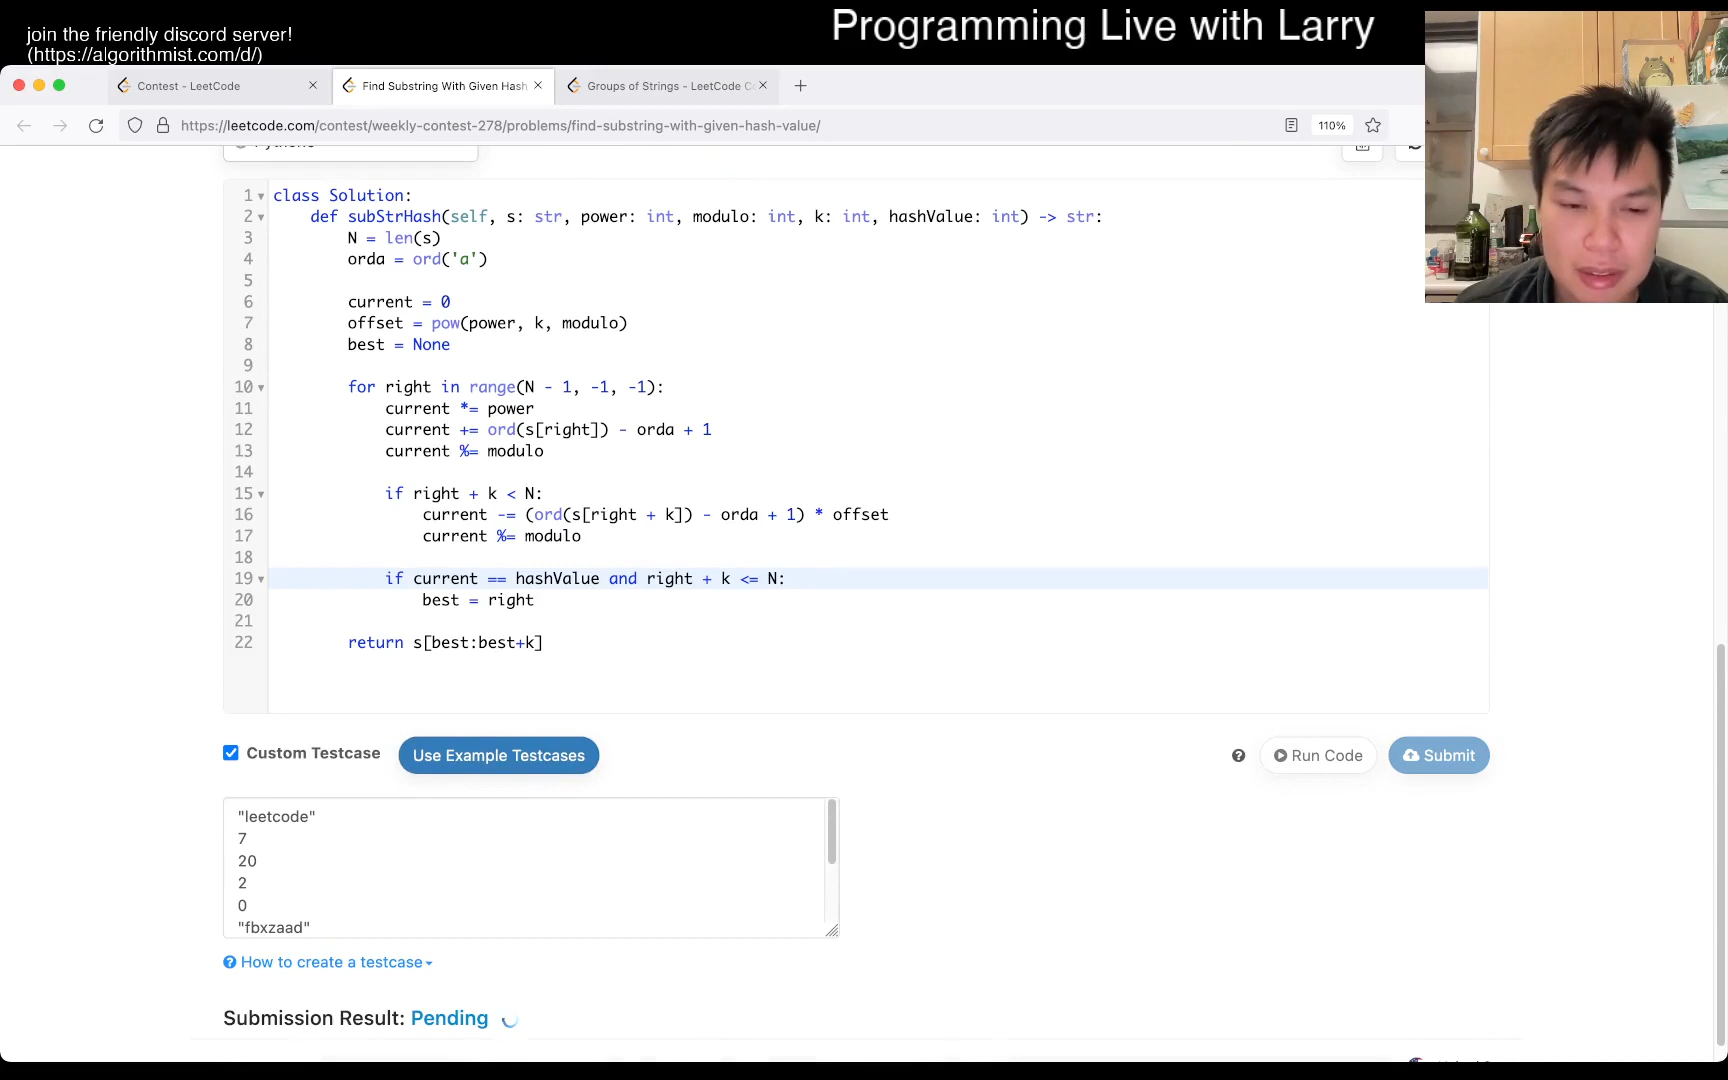 join the friendly discord server!
(https://algorithmist.com/d/)
Programming Live with Larry
Contest - LeetCode
Find Substring With Given Hash
Groups of Strings - LeetCode Co
https://leetcode.com/contest/weekly-contest-278/problems/find-substring-with-given-hash-value/
110%
1 class Solution:
2 def subStrHash(self, s: str, power: int, modulo: int, k: int, hashValue: int) -> str:
3 N = len(s)
4 orda = ord('a')
5
6 current = 0
7 offset = pow(power, k, modulo)
8 best = None
9
10 for right in range(N - 1, -1, -1):
11 current *= power
12 current += ord(s[right]) - orda + 1
13 current %= modulo
14
15 if right + k < N:
16 current -= (ord(s[right + k]) - orda + 1) * offset
17 current %= modulo
18
19 if current == hashValue and right + k <= N:
20 best = right
21
22 return s[best:best+k]
Custom Testcase
Use Example Testcases
Run Code
Submit
"leetcode"
7
20
2
0
"fbxzaad"
How to create a testcase
Submission Result: Pending